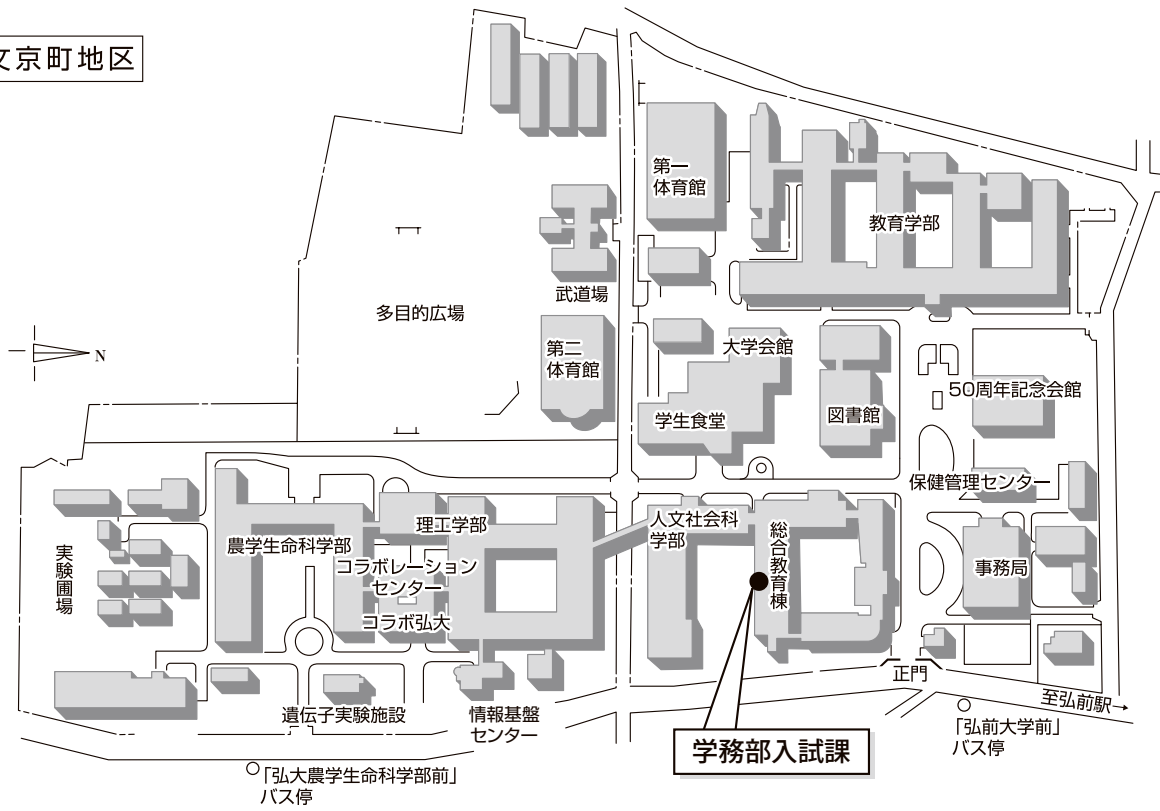 文京町地区
第一
体育館
教育学部
武道場
多目的広場
N
第二
体育館
大学会館
学生食堂
図書館
50周年記念会館
保健管理センター
理工学部
人文社会科
学部
総合教育棟
農学生命科学部
コラボレーション
センター
コラボ弘大
実験圃場
事務局
正門
至弘前駅→
遺伝子実験施設
情報基盤
センター
「弘前大学前」
バス停
学務部入試課
「弘大農学生命科学部前」
バス停